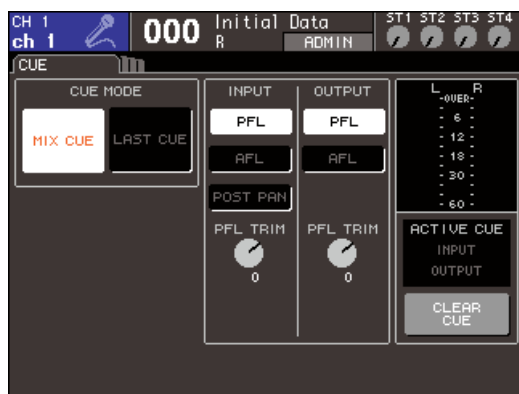 CH 1
ch 1
000
Initial Data
R
ADMIN
ST1 ST2 ST3 ST4
CUE
CUE MODE
MIX CUE
LAST CUE
INPUT
PFL
AFL
POST PAN
PFL TRIM
0
OUTPUT
PFL
AFL
PFL TRIM
0
L R
-OVER-
- 6 -
- 12 -
- 18 -
- 30 -
- 60 -
ACTIVE CUE
INPUT
OUTPUT
CLEAR
CUE